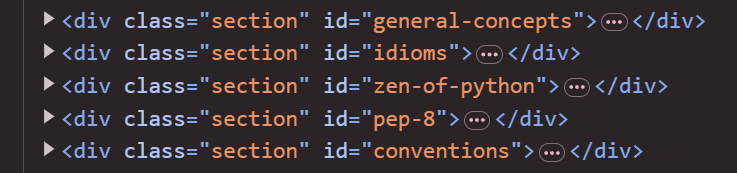 <div class="section" id="general-concepts">…</div>
<div class="section" id="idioms">…</div>
<div class="section" id="zen-of-python">…</div>
<div class="section" id="pep-8">…</div>
<div class="section" id="conventions">…</div>